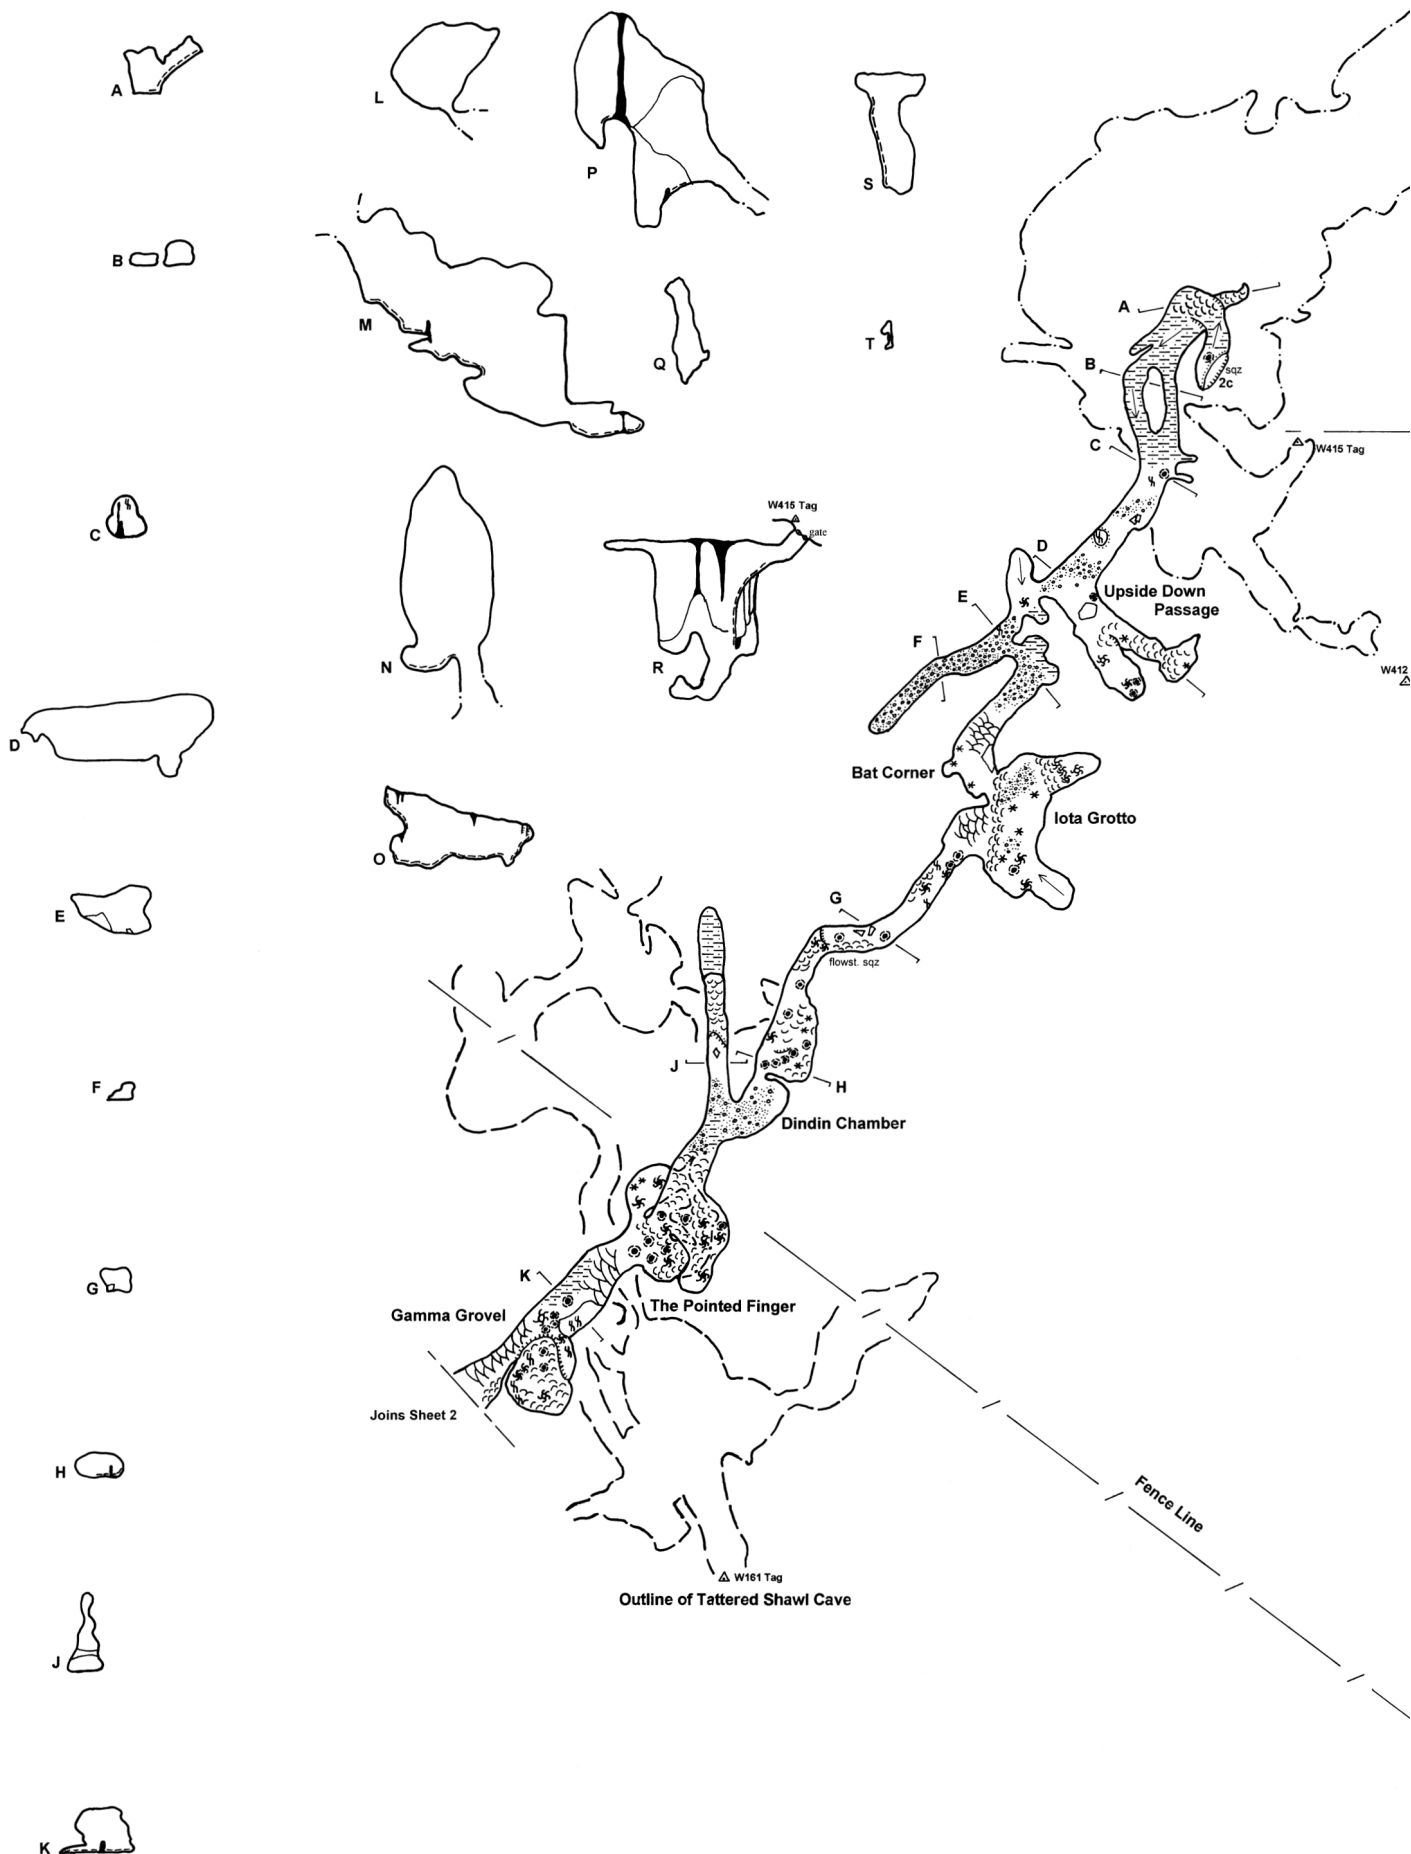 A
L
P
S
B
M
Q
T
A
B
sqz
2c
C
W415 Tag
C
N
W415 Tag
gate
R
D
E
F
Upside Down
Passage
W412
D
O
Bat Corner
Iota Grotto
E
G
flowst. sqz
F
J
H
Dindin Chamber
G
K
Gamma Grovel
The Pointed Finger
Joins Sheet 2
H
Fence Line
W161 Tag
Outline of Tattered Shawl Cave
J
K